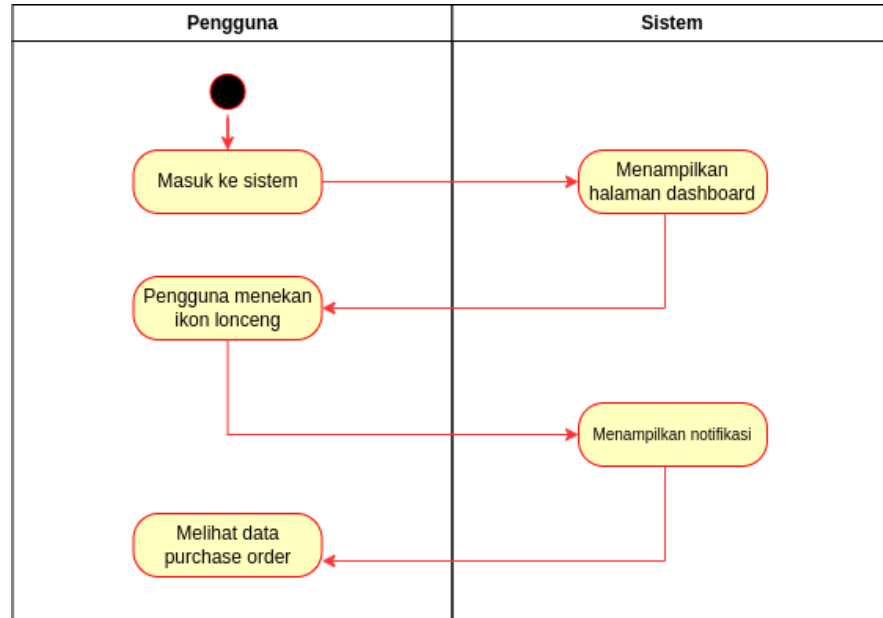 Pengguna
Sistem
Masuk ke sistem
Menampilkan
halaman dashboard
Pengguna menekan
ikon lonceng
Menampilkan notifikasi
Melihat data
purchase order